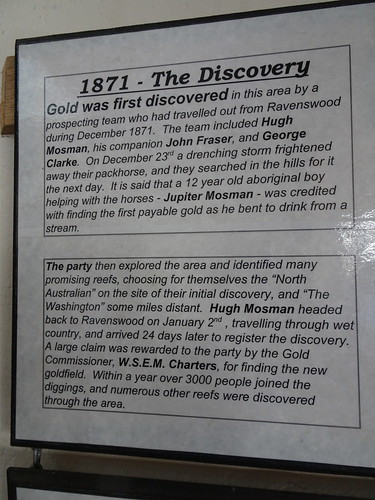 1871 - The Discovery
Gold was first discovered in this area by a
prospecting team who had travelled out from Ravenswood
during December 1871. The team included Hugh
Mosman, his companion John Fraser, and George
Clarke. On December 23rd a drenching storm frightened
away their packhorse, and they searched in the hills for it
the next day. It is said that a 12 year old aboriginal boy
helping with the horses - Jupiter Mosman - was credited
with finding the first payable gold as he bent to drink from a
stream.
The party then explored the area and identified many
promising reefs, choosing for themselves the "North
Australian" on the site of their initial discovery, and "The
Washington" some miles distant. Hugh Mosman headed
back to Ravenswood on January 2nd, travelling through wet
country, and arrived 24 days later to register the discovery.
A large claim was rewarded to the party by the Gold
Commissioner, W.S.E.M. Charters, for finding the new
goldfield. Within a year over 3000 people joined the
diggings, and numerous other reefs were discovered
through the area.